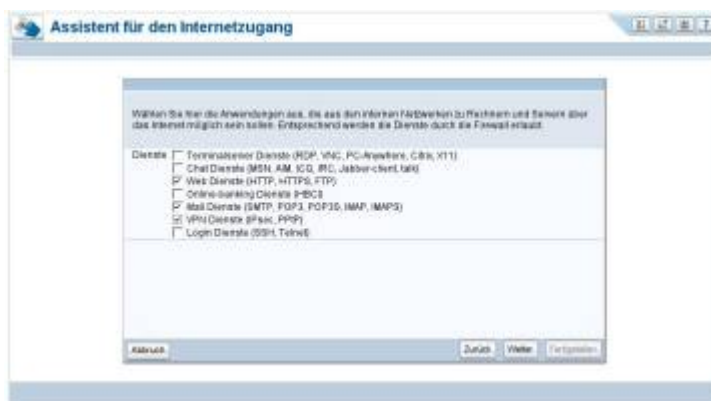 Assistent für den Internetzugang
Wählen Sie hier die Anwendungen aus, die aus den internen Netzwerken zu Rechnern und Servern über
das Internet möglich sein sollen. Entsprechend werden die Dienste durch die Firewall erlaubt.
Dienste Terminalserver Dienste (RDP, VNC, PC-Anywhere, Citrix, X11)
Chat Dienste (MSN, AIM, ICQ, IRC, Jabber-client, talk)
Web Dienste (HTTP, HTTPS, FTP)
Online-banking Dienste (HBCI)
Mail Dienste (SMTP, POP3, POP3S, IMAP, IMAPS)
VPN Dienste (IPsec, PPtP)
Login Dienste (SSH, Telnet)
Abbruch Zurück Weiter Fertigstellen